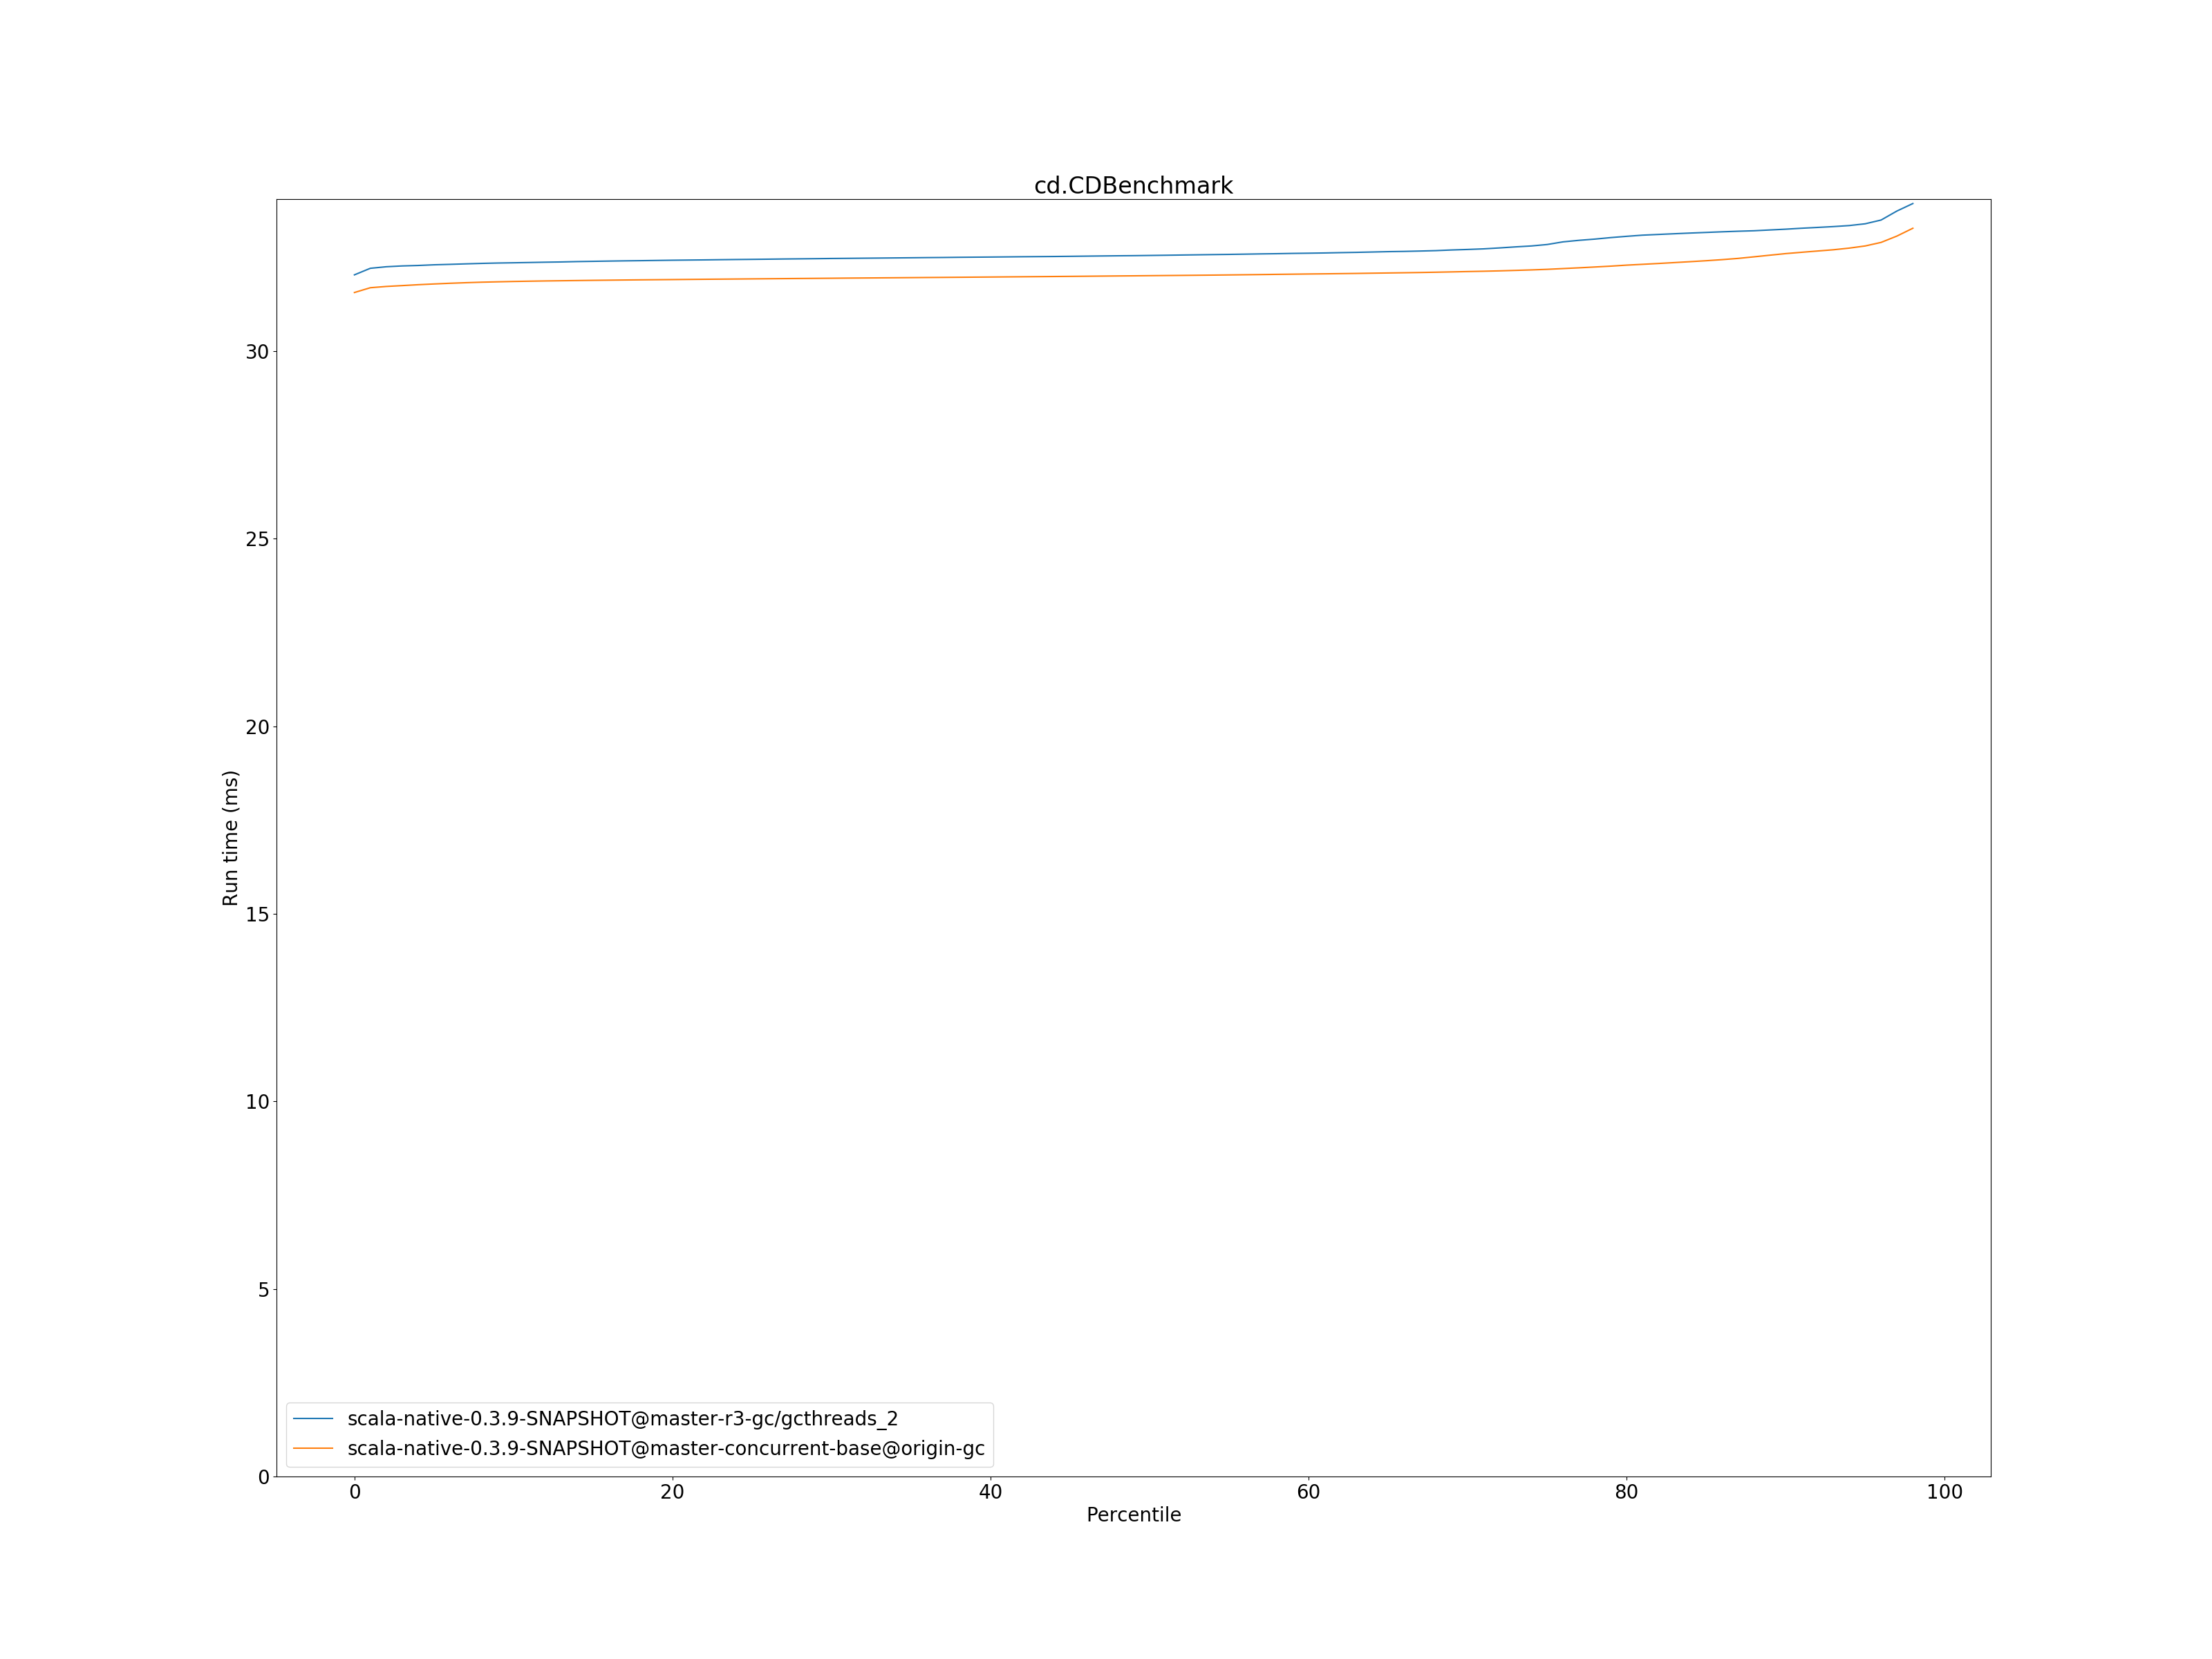 cd.CDBenchmark
30
25
20
15
10
5
0
Run time (ms)
0 20 40 60 80 100
Percentile
scala-native-0.3.9-SNAPSHOT@master-r3-gc/gcthreads_2
scala-native-0.3.9-SNAPSHOT@master-concurrent-base@origin-gc